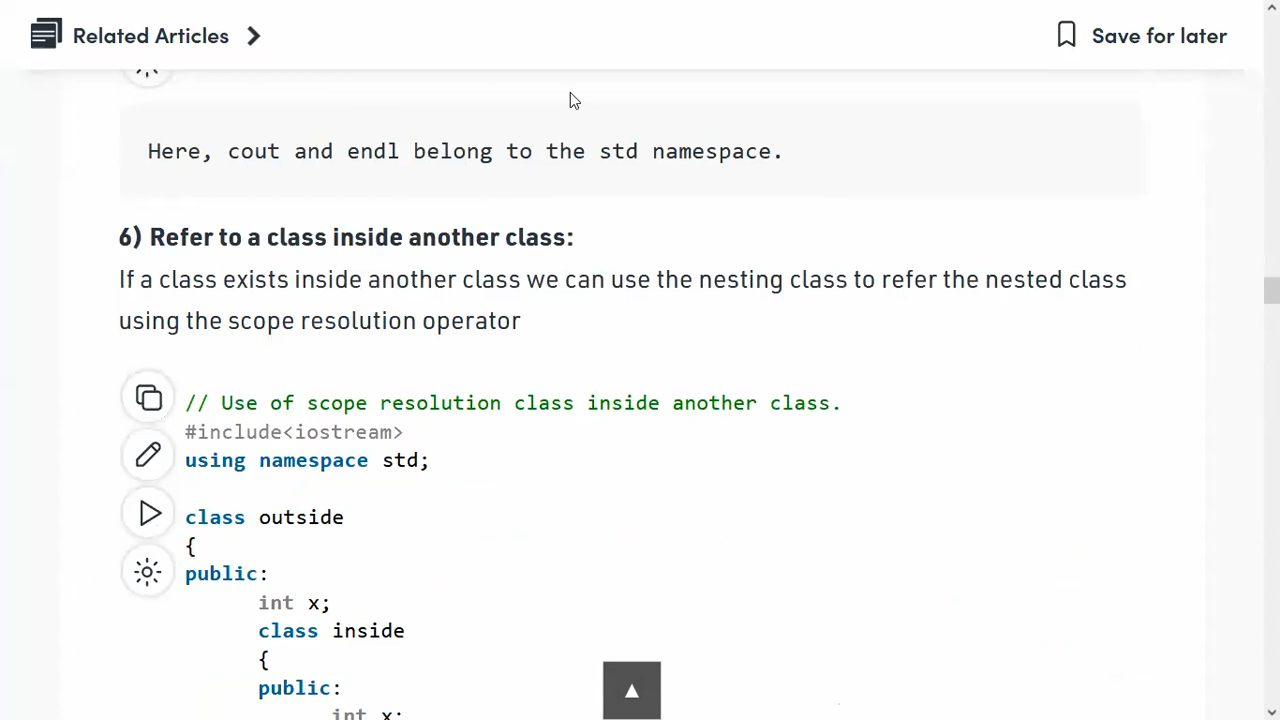 Related Articles
Save for later
Here, cout and endl belong to the std namespace.
6) Refer to a class inside another class:
If a class exists inside another class we can use the nesting class to refer the nested class
using the scope resolution operator
// Use of scope resolution class inside another class.
#include<iostream>
using namespace std;
class outside
{
public:
int x;
class inside
{
public:
int x;